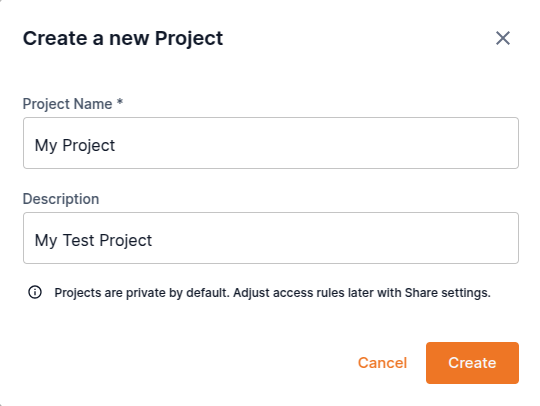 Create a new Project
Project Name *
My Project
Description
My Test Project
Projects are private by default. Adjust access rules later with Share settings.
Cancel
Create